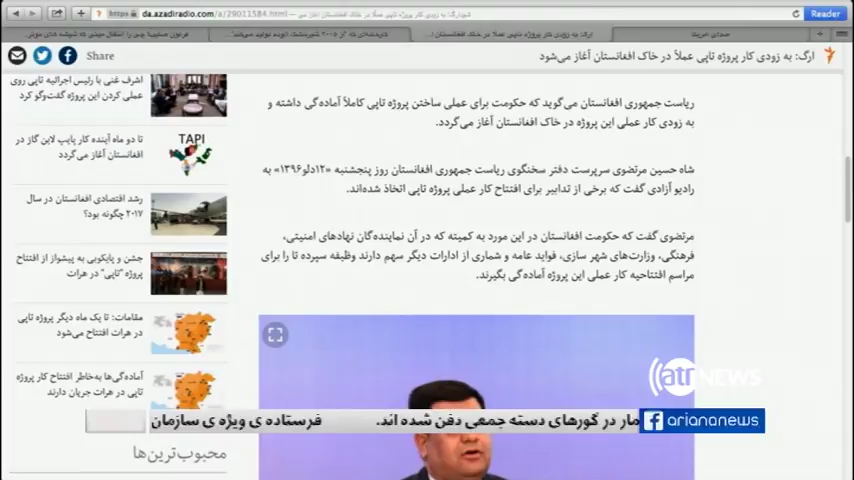 da.azadiradio.com/a/29011584.html
Reader
ارگ: به زودی کار پروژه تاپی عملاً در خاک افغانستان آغاز می‌شود
Share
اشرف غنی با رئیس اجرائیه تاپی روی
عملی کردن این پروژه گفت‌وگو کرد
تا دو ماه آینده کار پایپ لاین گاز در
افغانستان آغاز می‌گردد
TAPI
رشد اقتصادی افغانستان در سال
۲۰۱۷ چگونه بود؟
جشن و پایکوبی به پیشواز از افتتاح
پروژه "تاپی" در هرات
مقامات: تا یک ماه دیگر پروژه تاپی
در هرات افتتاح می‌شود
آماده‌گی‌ها به‌خاطر افتتاح کار پروژه
تاپی در هرات جریان دارند
محبوب‌ترین‌ها
ریاست جمهوری افغانستان می‌گوید که حکومت برای عملی ساختن پروژه تاپی کاملاً آماده‌گی داشته و
به زودی کار عملی این پروژه در خاک افغانستان آغاز می‌گردد.
شاه حسین مرتضوی سرپرست دفتر سخنگوی ریاست جمهوری افغانستان روز پنجشنبه «۱۲دلو۱۳۹۶» به
رادیو آزادی گفت که برخی از تدابیر برای افتتاح کار عملی پروژه تاپی اتخاذ شده‌اند.
مرتضوی گفت که حکومت افغانستان در این مورد به کمیته که در آن نماینده‌گان نهادهای امنیتی،
فرهنگی، وزارت‌های شهر سازی، فواید عامه و شماری از ادارات دیگر سهم دارند وظیفه سپرده تا را برای
مراسم افتتاحیه کار عملی این پروژه آماده‌گی بگیرند.
atr NEWS
مار در گورهای دسته جمعی دفن شده اند.
فرستاده ی ویژه ی سازمان
ariananews